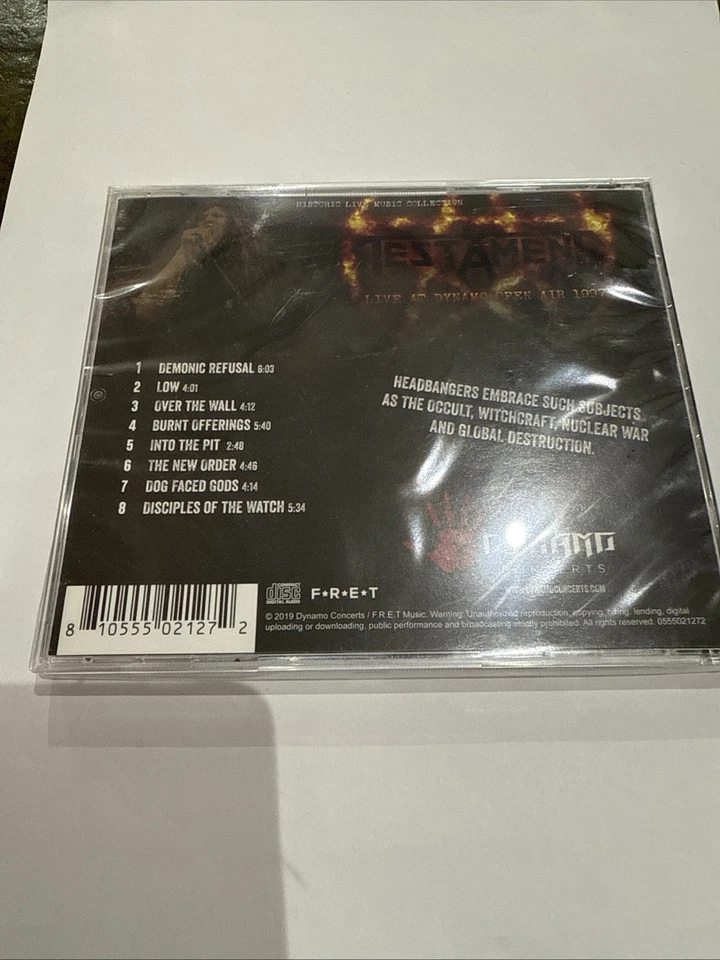 HISTORIC LIVE MUSIC COLLECTION
TESTAMENT
LIVE AT DYNAMO OPEN AIR 1997
1 DEMONIC REFUSAL 6:03
2 LOW 4:01
3 OVER THE WALL 4:12
4 BURNT OFFERINGS 5:40
5 INTO THE PIT 2:48
6 THE NEW ORDER 4:46
7 DOG FACED GODS 4:14
8 DISCIPLES OF THE WATCH 5:34
HEADBANGERS EMBRACE SUCH SUBJECTS
AS THE OCCULT, WITCHCRAFT, NUCLEAR WAR
AND GLOBAL DESTRUCTION.
DYNAMO
CONCERTS
WWW.DYNAMOCONCERTS.COM
COMPACT
disc
DIGITAL AUDIO
F★R★E★T
© 2019 Dynamo Concerts / F.R.E.T Music. Warning: Unauthorized reproduction, copying, hiring, lending, digital
uploading or downloading, public performance and broadcasting strictly prohibited. All rights reserved. 0555021272
8 10555 02127 2